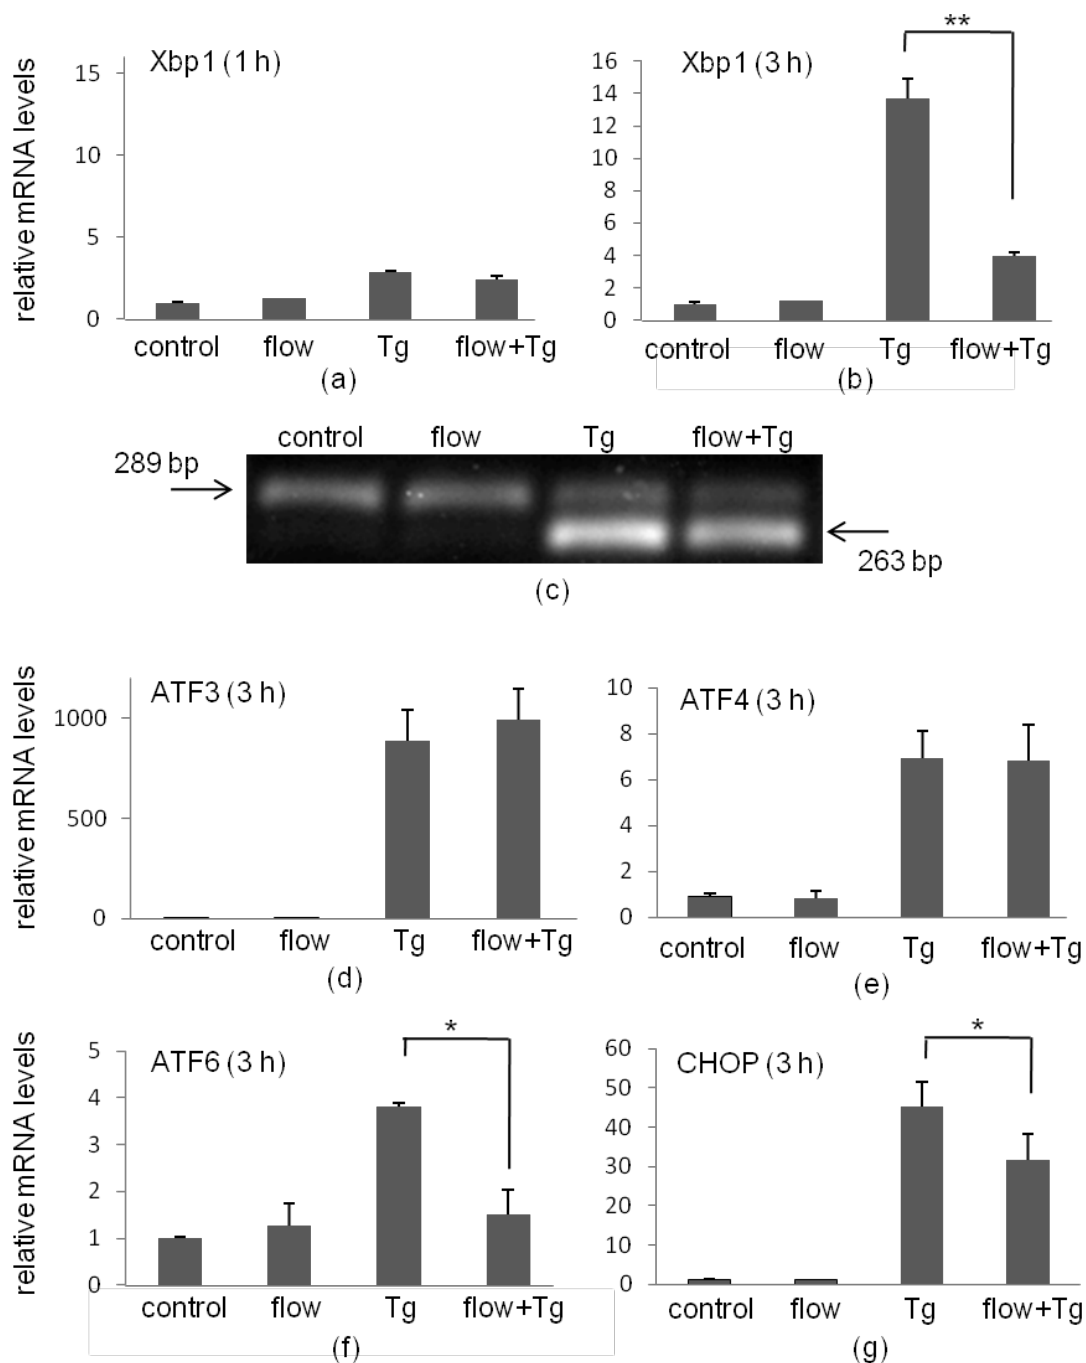 relative mRNA levels
Xbp1 (1 h)
15
10
5
0
control flow Tg flow+Tg
(a)
Xbp1 (3 h)
**
16
14
12
10
8
6
4
2
0
control flow Tg flow+Tg
(b)
control flow Tg flow+Tg
289 bp
263 bp
(c)
relative mRNA levels
ATF3 (3 h)
1000
500
0
control flow Tg flow+Tg
(d)
ATF4 (3 h)
10
8
6
4
2
0
control flow Tg flow+Tg
(e)
relative mRNA levels
ATF6 (3 h)
*
5
4
3
2
1
0
control flow Tg flow+Tg
(f)
CHOP (3 h)
*
60
50
40
30
20
10
0
control flow Tg flow+Tg
(g)